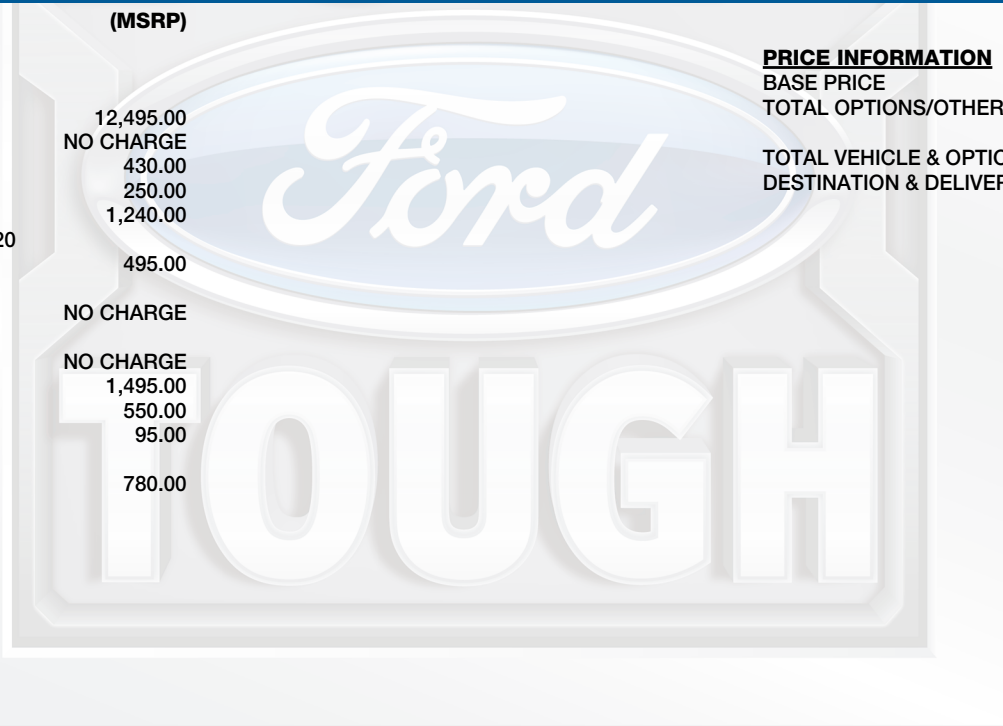 (MSRP)
12,495.00
NO CHARGE
430.00
250.00
1,240.00
20
495.00
NO CHARGE
NO CHARGE
1,495.00
550.00
95.00
780.00
PRICE INFORMATION
BASE PRICE
TOTAL OPTIONS/OTHER
TOTAL VEHICLE & OPTIO
DESTINATION & DELIVER
Ford
TOUGH